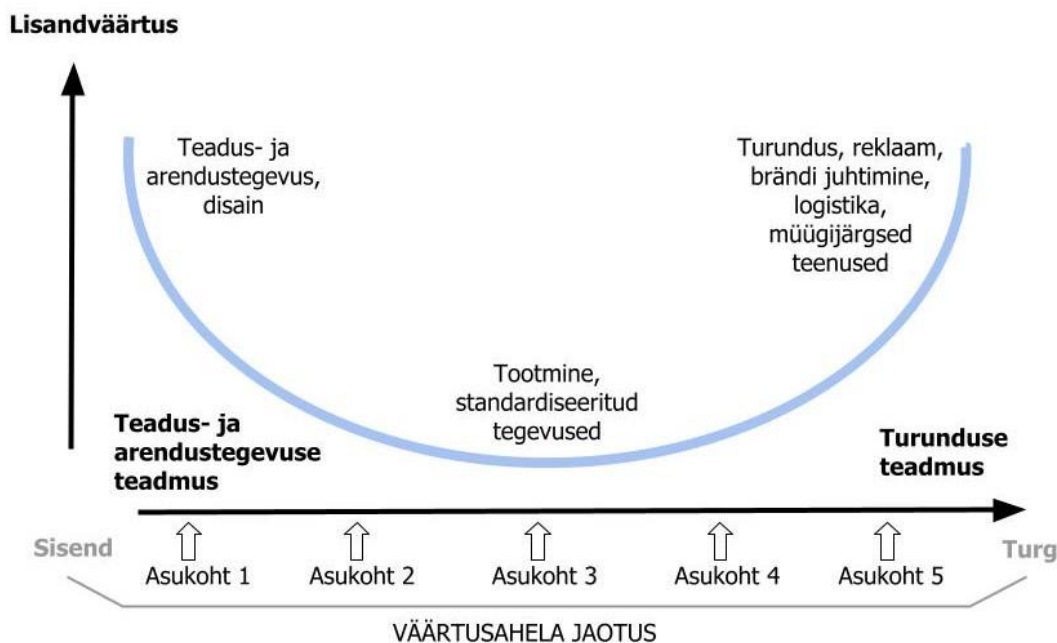 Lisandväärtus
Teadus- ja
arendustegevus,
disain
Turundus, reklaam,
brändi juhtimine,
logistika,
müügijärgsed
teenused
Tootmine,
standardiseeritud
tegevused
Teadus- ja
arendustegevuse
teadmus
Turunduse
teadmus
Sisend
Turg
Asukoht 1
Asukoht 2
Asukoht 3
Asukoht 4
Asukoht 5
VÄÄRTUSAHELA JAOTUS